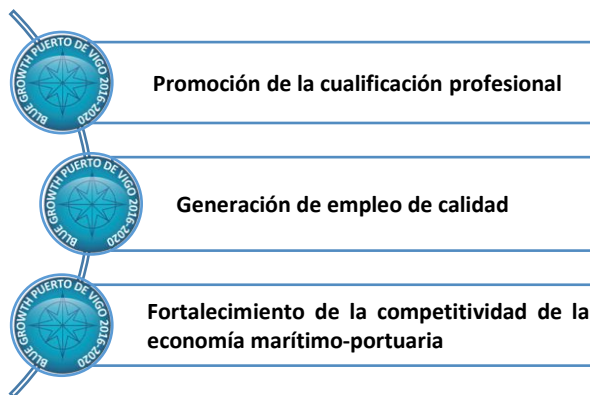 BLUE GROWTH PUERTO DE VIGO 2016-2020
Promoción de la cualificación profesional
BLUE GROWTH PUERTO DE VIGO 2016-2020
Generación de empleo de calidad
BLUE GROWTH PUERTO DE VIGO 2016-2020
Fortalecimiento de la competitividad de la
economía marítimo-portuaria